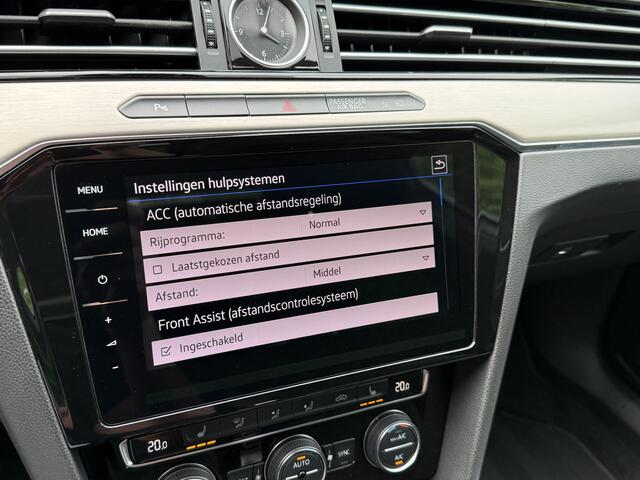 P
PASSENGER
AIR BAG
MENU
HOME
+
-
Instellingen hulpsystemen
ACC (automatische afstandsregeling)
Rijprogramma: Normal
Laatstgekozen afstand
Afstand: Middel
Front Assist (afstandscontrolesysteem)
Ingeschakeld
20.0
20.0
AUTO
SYNC
MAX A/C
A/C